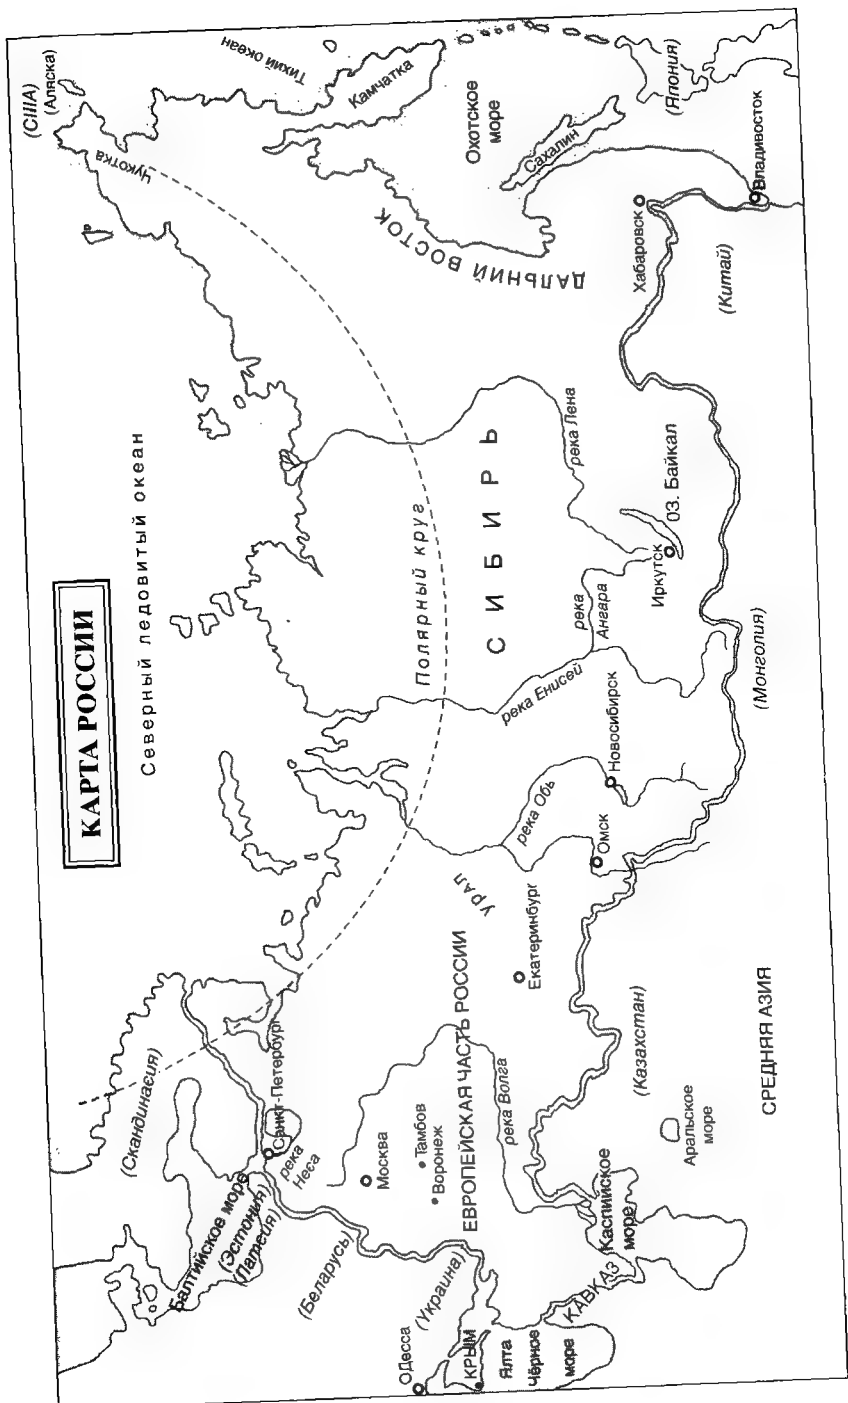 КАРТА РОССИИ
Северный ледовитый океан
(США)
(Аляска)
Чукотка
Тихий океан
Камчатка
Полярный круг
(Скандинасия)
Балтийское море
(Эстония)
(Латеия)
Санкт-Петербург
река
Неса
(Беларусь)
Москва
Тамбов
Воронеж
ЕВРОПЕЙСКАЯ ЧАСТЬ РОССИИ
УРАЛ
СИБИРЬ
ДАЛЬНИЙ ВОСТОК
Охотское
море
Сахалин
(Япония)
Одесса
(Украина)
КРЫМ
Ялта
Чёрное
море
КАВКАЗ
Каспийское
море
река Волга
Екатеринбург
река Обь
Омск
Новосибирск
река Енисей
река
Ангара
Иркутск
оз. Байкал
река Лена
Хабаровск
Владивосток
(Китай)
(Монголия)
(Казахстан)
Аральское
море
СРЕДНЯЯ АЗИЯ